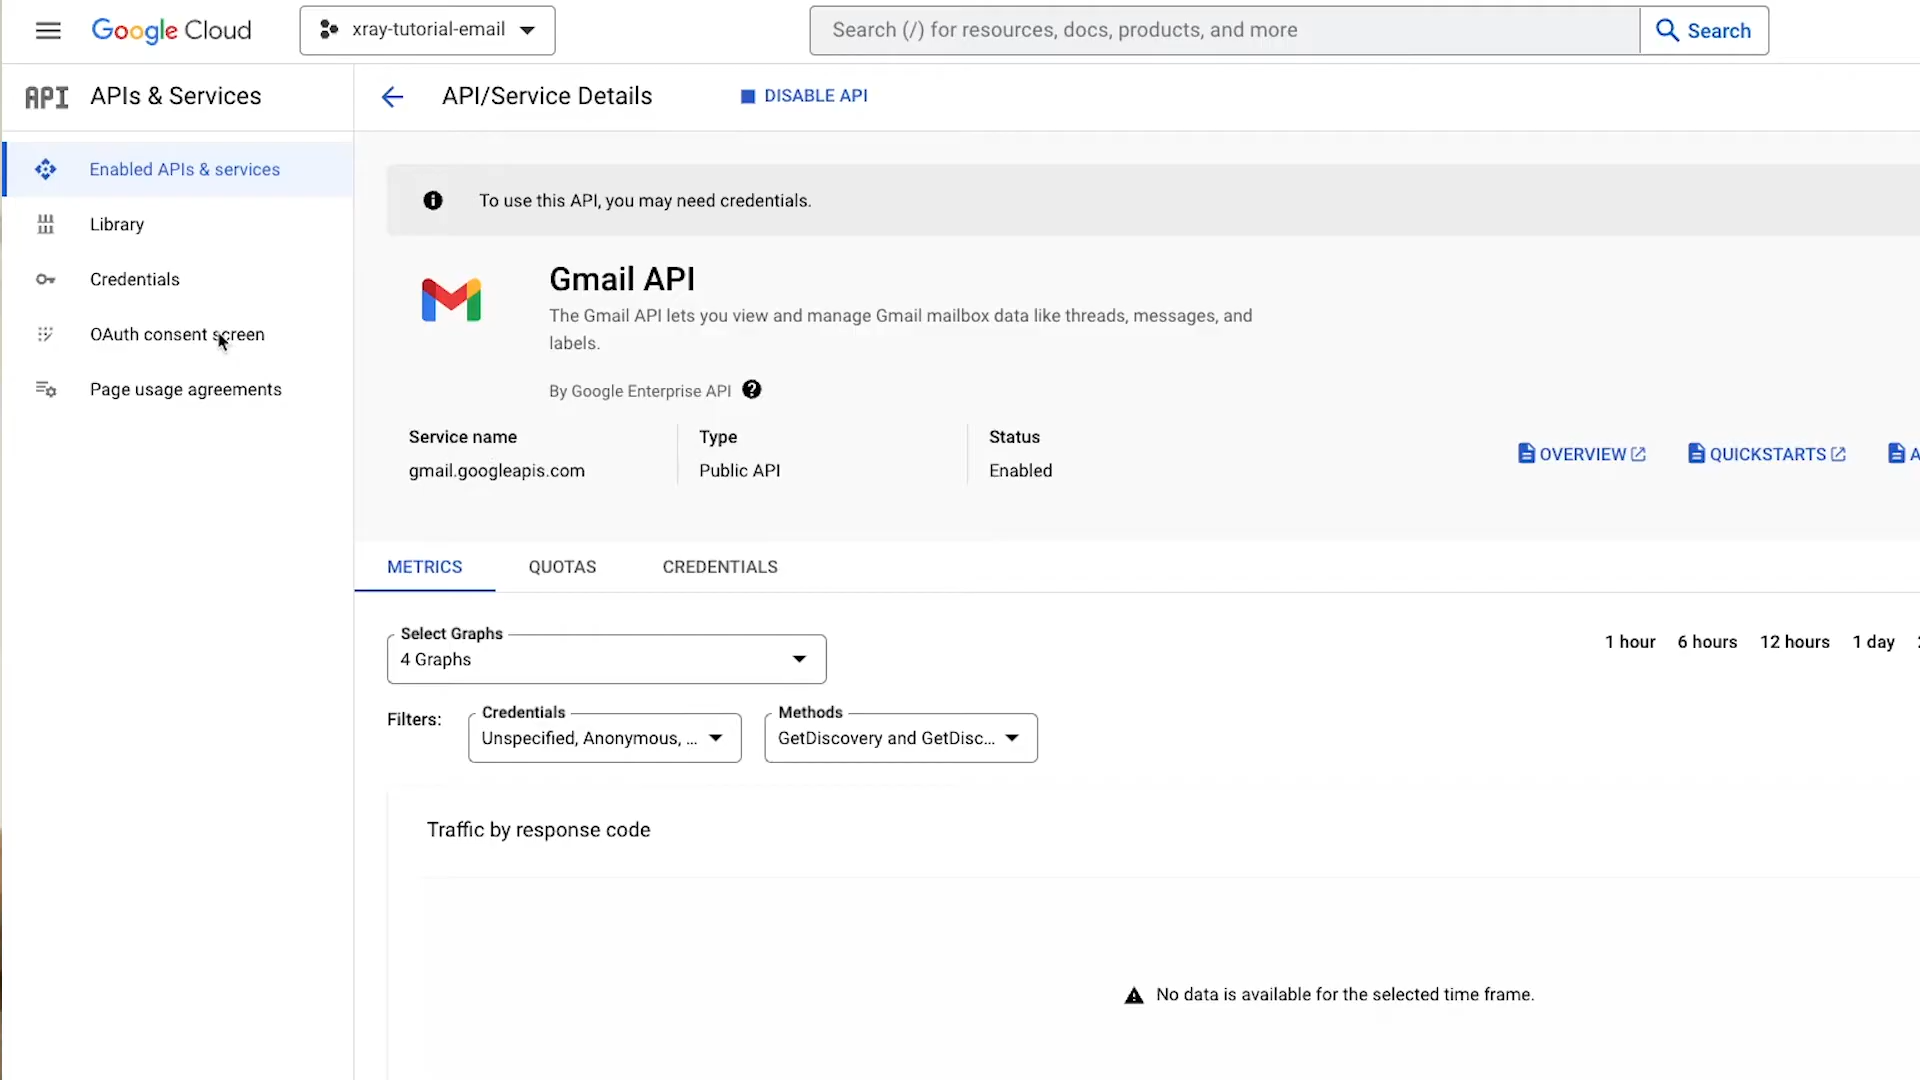 Google Cloud
xray-tutorial-email
Search (/) for resources, docs, products, and more
Search
API
APIs & Services
API/Service Details
DISABLE API
Enabled APIs & services
Library
Credentials
OAuth consent screen
Page usage agreements
To use this API, you may need credentials.
Gmail API
The Gmail API lets you view and manage Gmail mailbox data like threads, messages, and
labels.
By Google Enterprise API
Service name
gmail.googleapis.com
Type
Public API
Status
Enabled
OVERVIEW
QUICKSTARTS
METRICS
QUOTAS
CREDENTIALS
Select Graphs
4 Graphs
1 hour
6 hours
12 hours
1 day
Filters:
Credentials
Unspecified, Anonymous, ...
Methods
GetDiscovery and GetDisc...
Traffic by response code
No data is available for the selected time frame.